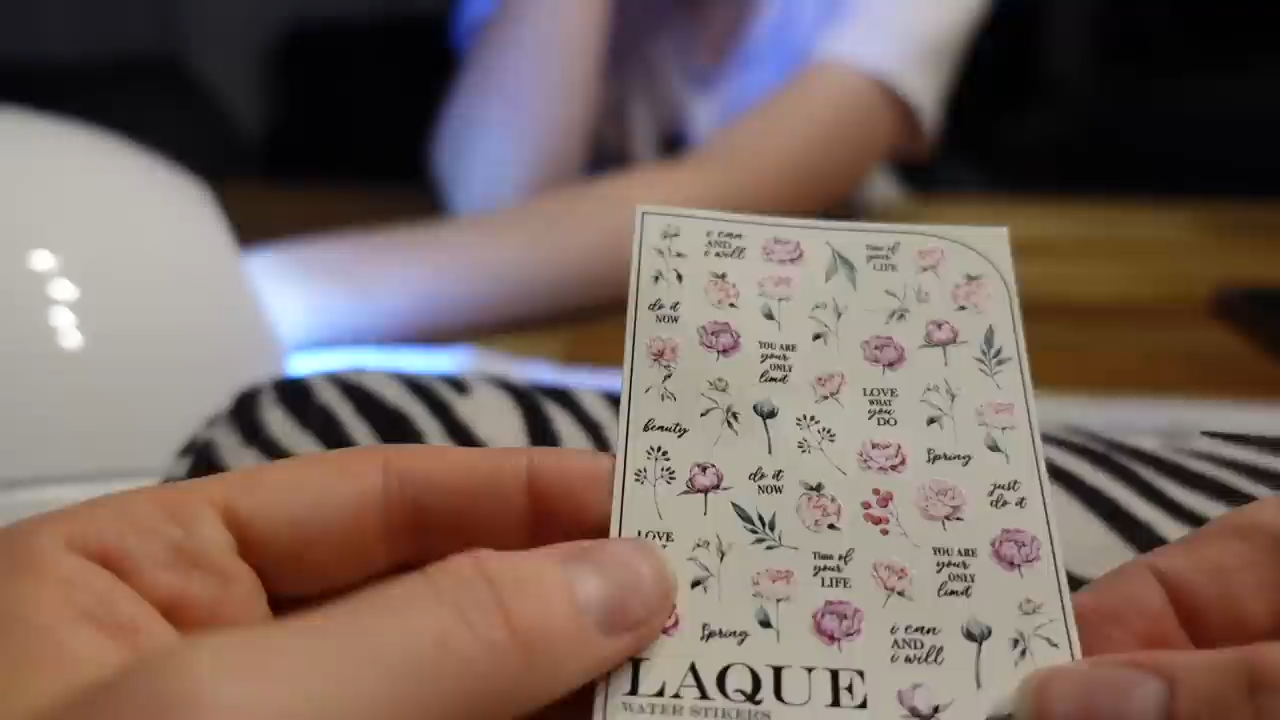 i can
AND
i will
Time of
your
LIFE
do it
NOW
YOU ARE
your
ONLY
limit
LOVE
WHAT
you
DO
beauty
Spring
do it
NOW
just
do it
LOVE
Time of
your
LIFE
YOU ARE
your
ONLY
limit
Spring
i can
AND
i will
LAQUE
WATER STIKERS